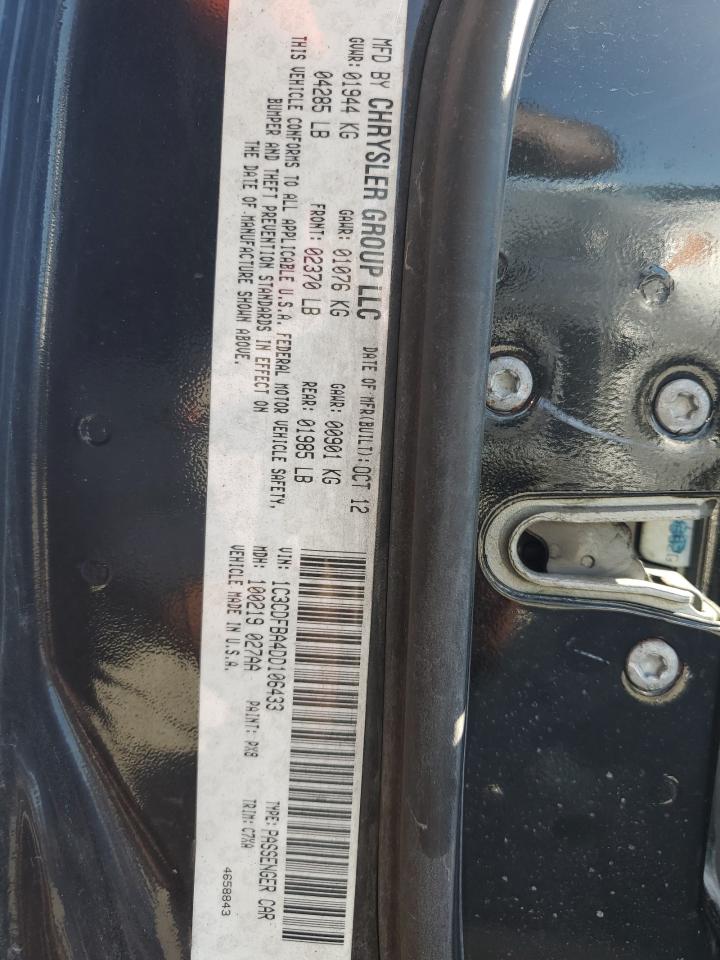 MFD BY CHRYSLER GROUP LLC DATE OF MFR(BUILT): OCT 12
GVWR: 01944 KG GAWR: 01076 KG GAWR: 00901 KG
04285 LB FRONT: 02370 LB REAR: 01985 LB
THIS VEHICLE CONFORMS TO ALL APPLICABLE U.S.A. FEDERAL MOTOR VEHICLE SAFETY,
BUMPER AND THEFT PREVENTION STANDARDS IN EFFECT ON
THE DATE OF MANUFACTURE SHOWN ABOVE.
VIN: 1C3CDFBA4DD106433 TYPE: PASSENGER CAR
MDH: 100219 027AA PAINT: PX8 TRIM: C7XA
VEHICLE MADE IN U.S.A.
4658843